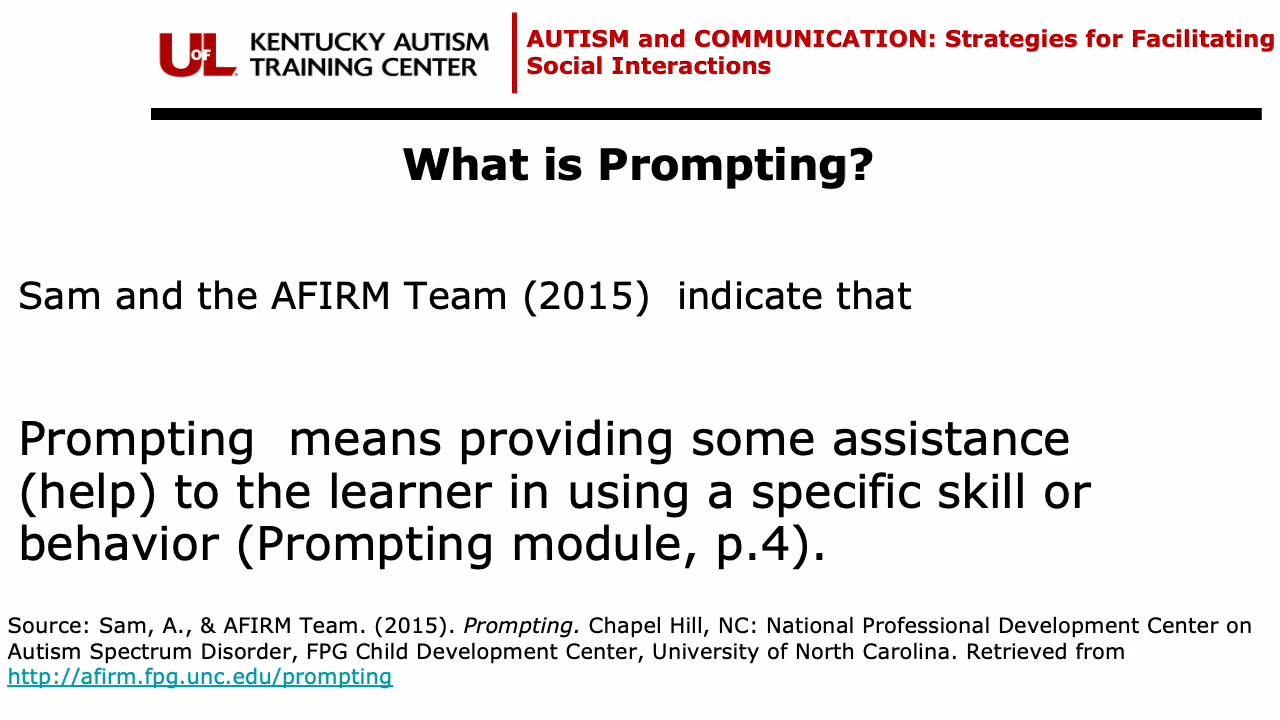 UofL KENTUCKY AUTISM
TRAINING CENTER
AUTISM and COMMUNICATION: Strategies for Facilitating
Social Interactions
What is Prompting?
Sam and the AFIRM Team (2015)  indicate that
Prompting  means providing some assistance
(help) to the learner in using a specific skill or
behavior (Prompting module, p.4).
Source: Sam, A., & AFIRM Team. (2015). Prompting. Chapel Hill, NC: National Professional Development Center on
Autism Spectrum Disorder, FPG Child Development Center, University of North Carolina. Retrieved from
http://afirm.fpg.unc.edu/prompting